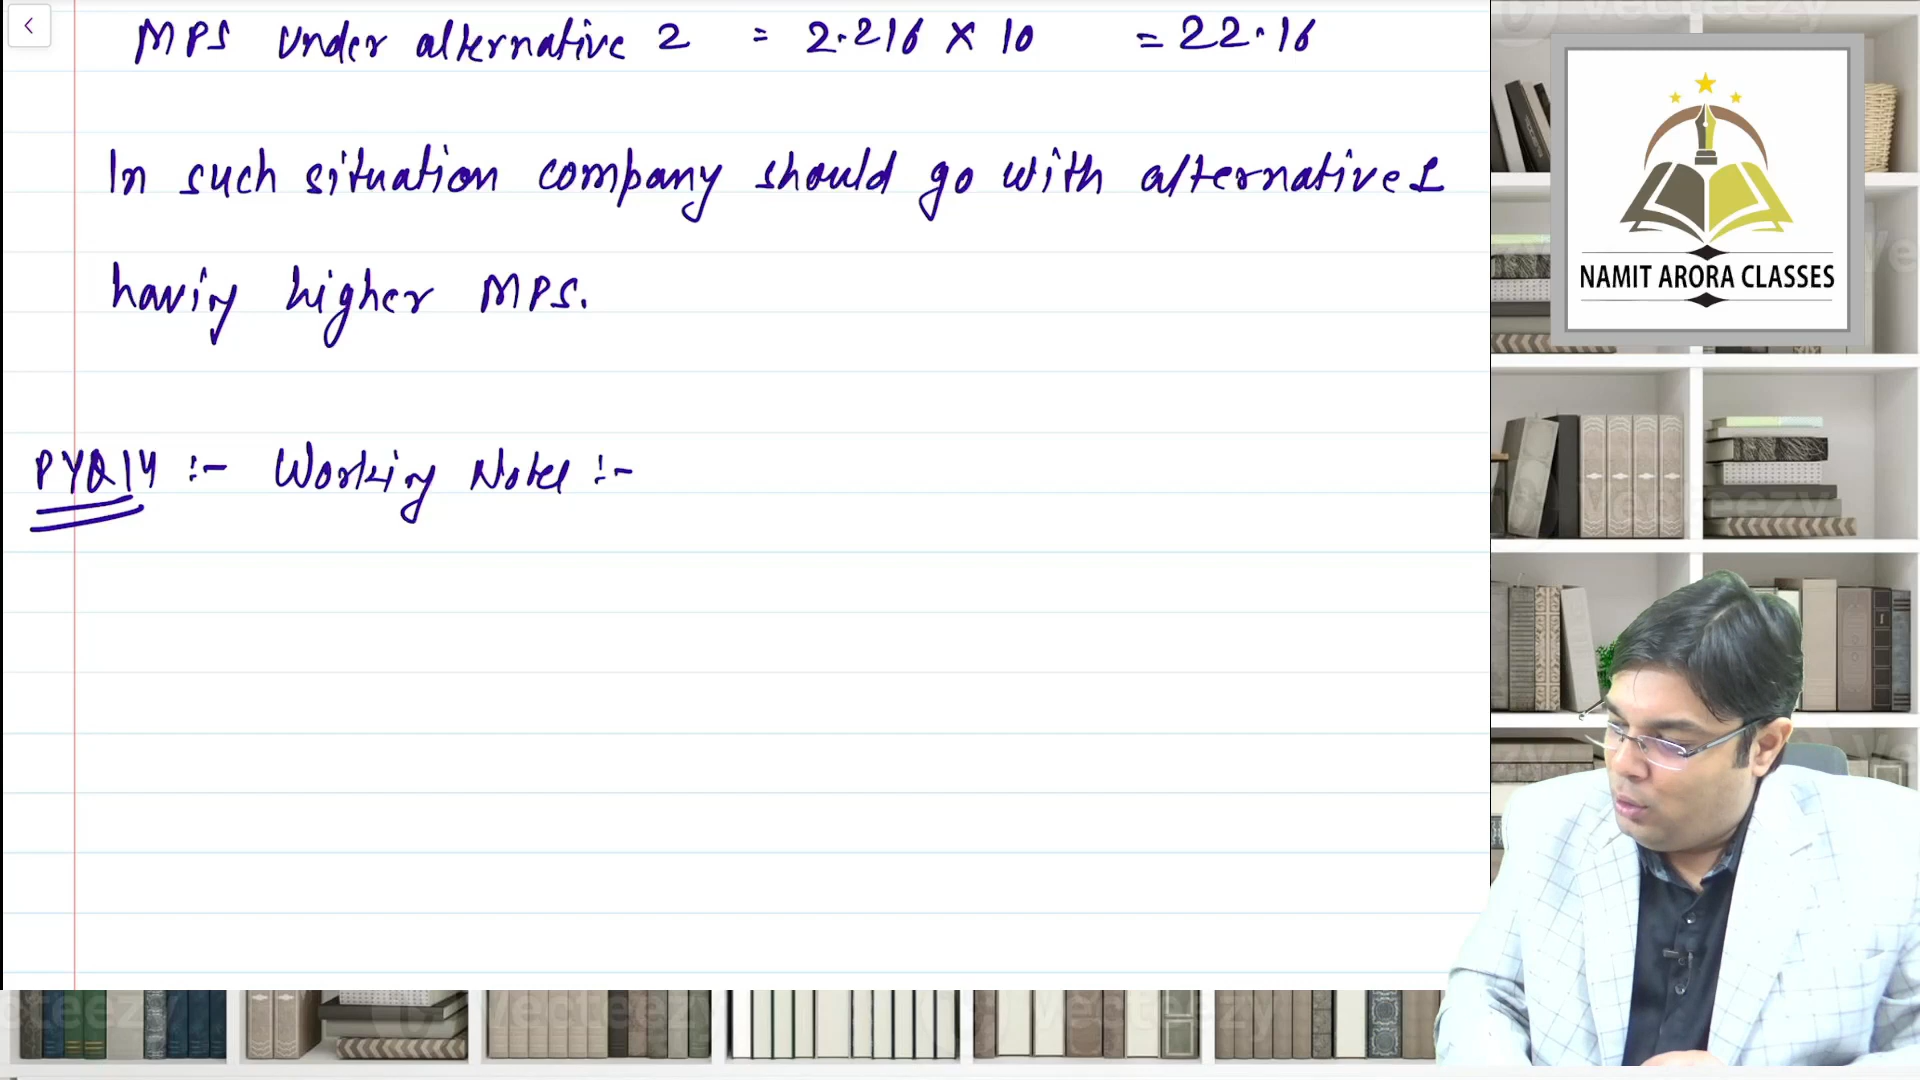 MPS under alternative 2 = 2.216 × 10 = 22.16
In such situation company should go with alternative 1
having higher MPS.
PYQ14 :- Working Notes :-
NAMIT ARORA CLASSES